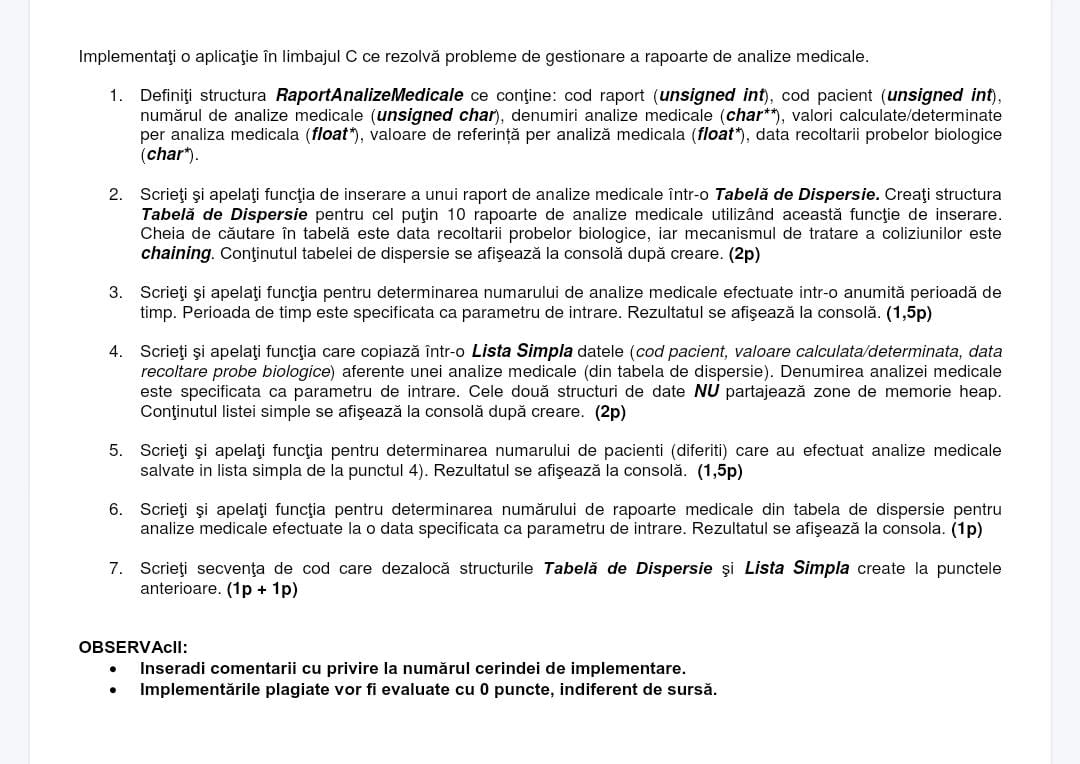 Implementaţi o aplicaţie în limbajul C ce rezolvă probleme de gestionare a rapoarte de analize medicale.
1. Definiţi structura RaportAnalizeMedicale ce conţine: cod raport (unsigned int), cod pacient (unsigned int),
numărul de analize medicale (unsigned char), denumiri analize medicale (char**), valori calculate/determinate
per analiza medicala (float*), valoare de referință per analiză medicala (float*), data recoltarii probelor biologice
(char*).
2. Scrieţi şi apelaţi funcţia de inserare a unui raport de analize medicale într-o Tabelă de Dispersie. Creaţi structura
Tabelă de Dispersie pentru cel puţin 10 rapoarte de analize medicale utilizând această funcţie de inserare.
Cheia de căutare în tabelă este data recoltarii probelor biologice, iar mecanismul de tratare a coliziunilor este
chaining. Conţinutul tabelei de dispersie se afişează la consolă după creare. (2p)
3. Scrieţi şi apelaţi funcţia pentru determinarea numarului de analize medicale efectuate intr-o anumită perioadă de
timp. Perioada de timp este specificata ca parametru de intrare. Rezultatul se afişează la consolă. (1,5p)
4. Scrieţi şi apelaţi funcţia care copiază într-o Lista Simpla datele (cod pacient, valoare calculata/determinata, data
recoltare probe biologice) aferente unei analize medicale (din tabela de dispersie). Denumirea analizei medicale
este specificata ca parametru de intrare. Cele două structuri de date NU partajează zone de memorie heap.
Conţinutul listei simple se afişează la consolă după creare. (2p)
5. Scrieţi şi apelaţi funcţia pentru determinarea numarului de pacienti (diferiti) care au efectuat analize medicale
salvate in lista simpla de la punctul 4). Rezultatul se afişează la consolă. (1,5p)
6. Scrieţi şi apelaţi funcţia pentru determinarea numărului de rapoarte medicale din tabela de dispersie pentru
analize medicale efectuate la o data specificata ca parametru de intrare. Rezultatul se afişează la consola. (1p)
7. Scrieţi secvenţa de cod care dezalocă structurile Tabelă de Dispersie şi Lista Simpla create la punctele
anterioare. (1p + 1p)
OBSERVAcII:
• Inseradi comentarii cu privire la numărul cerindei de implementare.
• Implementările plagiate vor fi evaluate cu 0 puncte, indiferent de sursă.